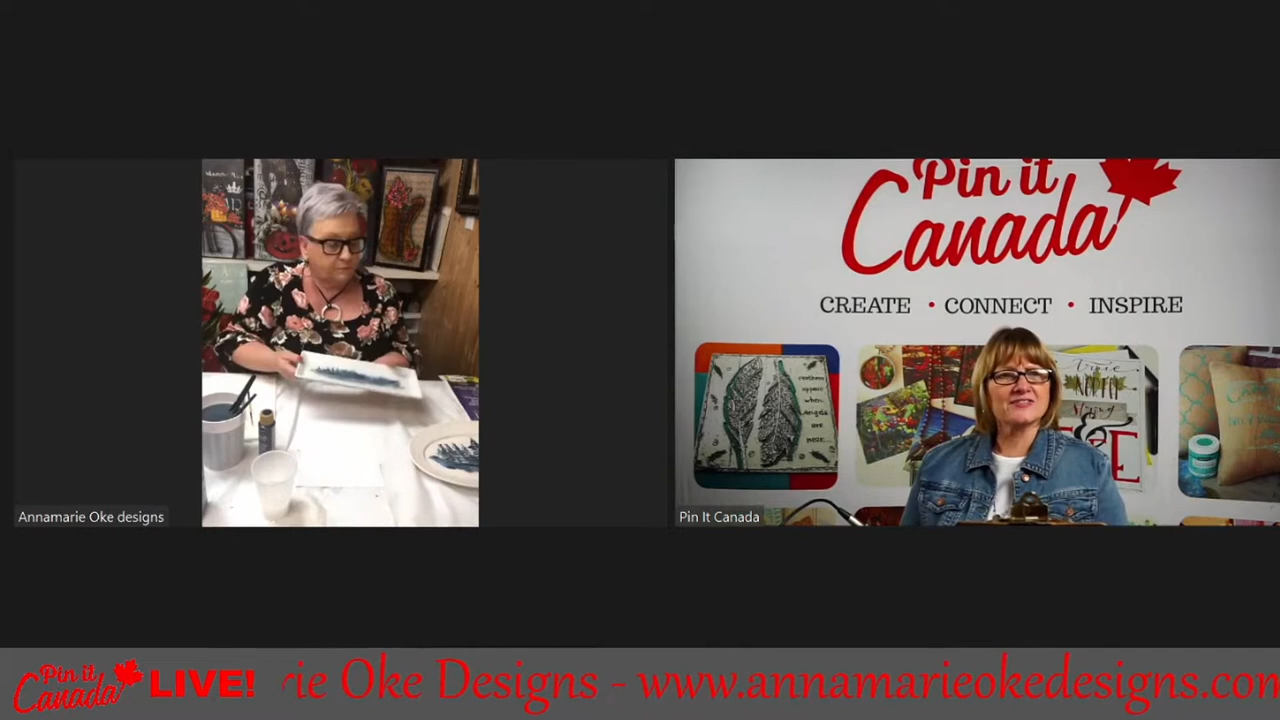 Pin it
Canada
CREATE • CONNECT • INSPIRE
Annamarie Oke designs
Pin It Canada
Pin it
Canada
LIVE!
ie Oke Designs - www.annamarieokedesigns.com